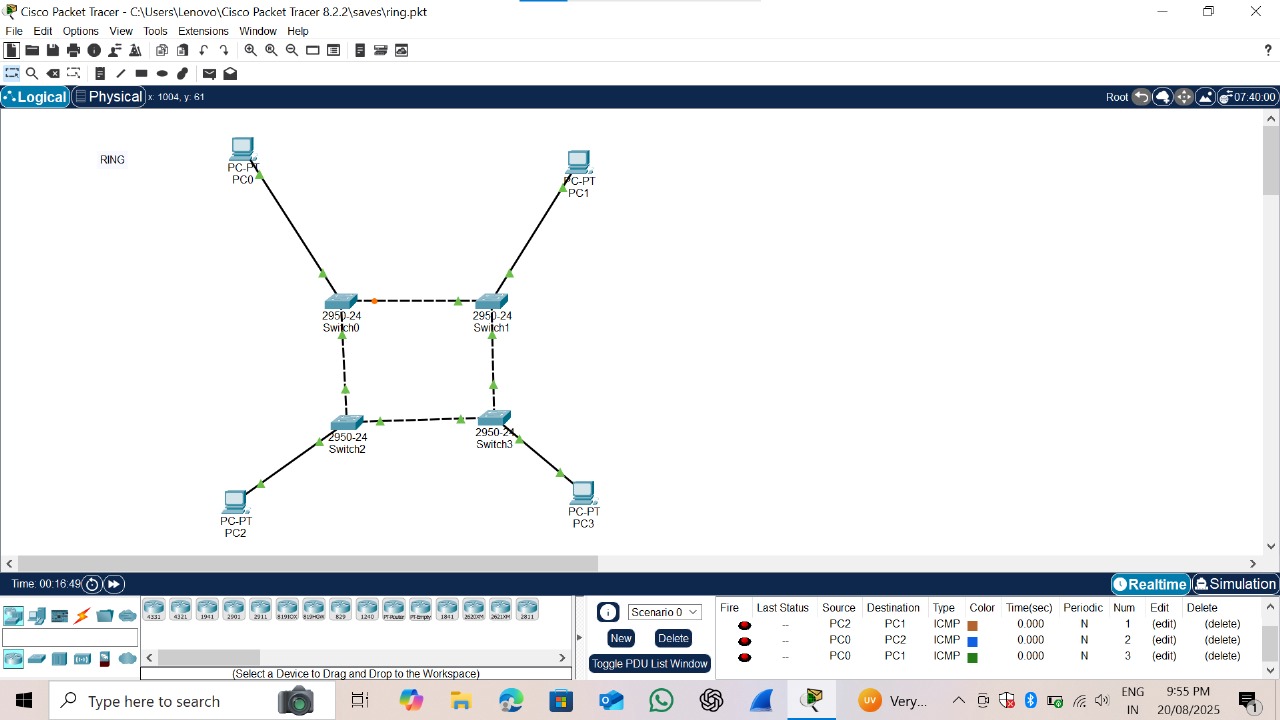 Cisco Packet Tracer - C:\Users\Lenovo\Cisco Packet Tracer 8.2.2\saves\ring.pkt
File Edit Options View Tools Extensions Window Help
?
Logical Physical x: 1004, y: 61 Root 07:40:00
RING
PC-PT
PC0
PC-PT
PC1
2950-24
Switch0
2950-24
Switch1
2950-24
Switch2
2950-24
Switch3
PC-PT
PC2
PC-PT
PC3
Time: 00:16:49 Realtime Simulation
4331 4321 1941 2901 2911 819IOX 819HGW 829 1240 PT-Router PT-Empty 1841 2620XM 2621XM 2811
(Select a Device to Drag and Drop to the Workspace)
Scenario 0
New Delete
Toggle PDU List Window
Fire Last Status Source Destination Type Color Time(sec) Periodic Num Edit Delete
-- PC2 PC1 ICMP 0.000 N 1 (edit) (delete)
-- PC0 PC2 ICMP 0.000 N 2 (edit) (delete)
-- PC0 PC1 ICMP 0.000 N 3 (edit) (delete)
Type here to search
UV Very...
ENG
IN
9:55 PM
20/08/2025
1